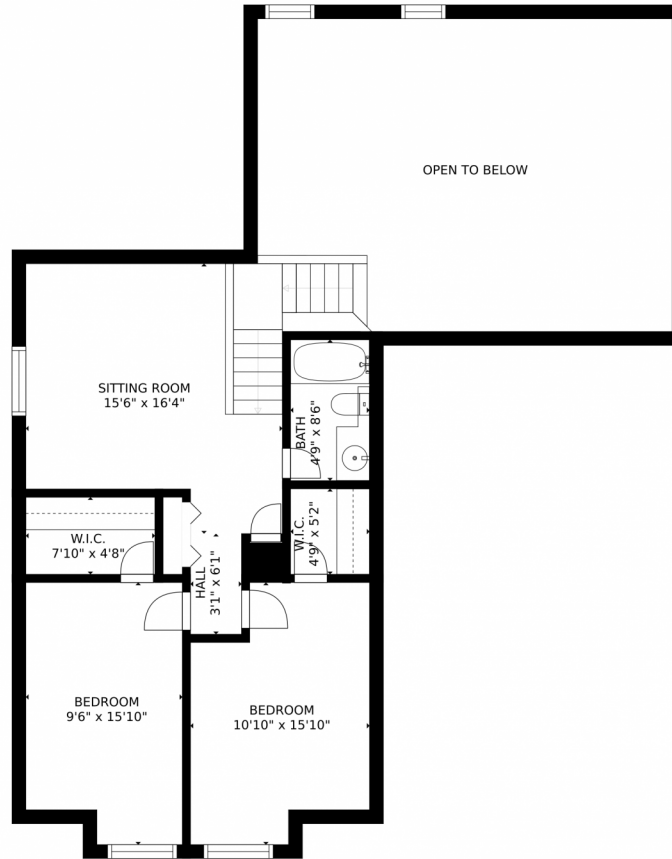 OPEN TO BELOW
SITTING ROOM
15'6" x 16'4"
BATH
4'9" x 8'6"
W.I.C.
7'10" x 4'8"
W.I.C.
4'9" x 5'2"
HALL
3'1" x 6'1"
BEDROOM
9'6" x 15'10"
BEDROOM
10'10" x 15'10"